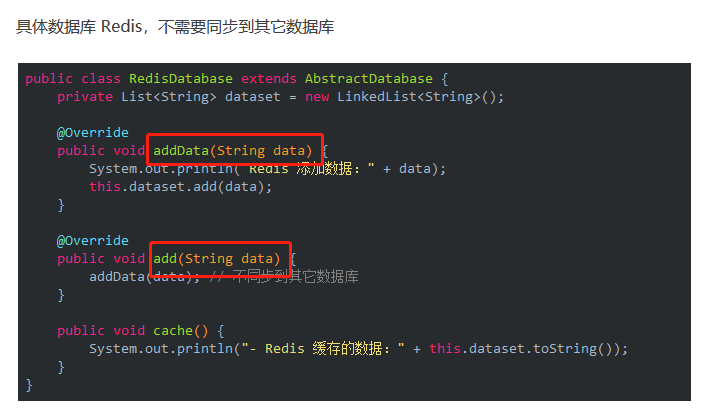 具体数据库 Redis，不需要同步到其它数据库
public class RedisDatabase extends AbstractDatabase {
    private List<String> dataset = new LinkedList<String>();
    @Override
    public void addData(String data) {
        System.out.println("Redis 添加数据：" + data);
        this.dataset.add(data);
    }
    @Override
    public void add(String data) {
        addData(data); // 不同步到其它数据库
    }
    public void cache() {
        System.out.println("- Redis 缓存的数据：" + this.dataset.toString());
    }
}